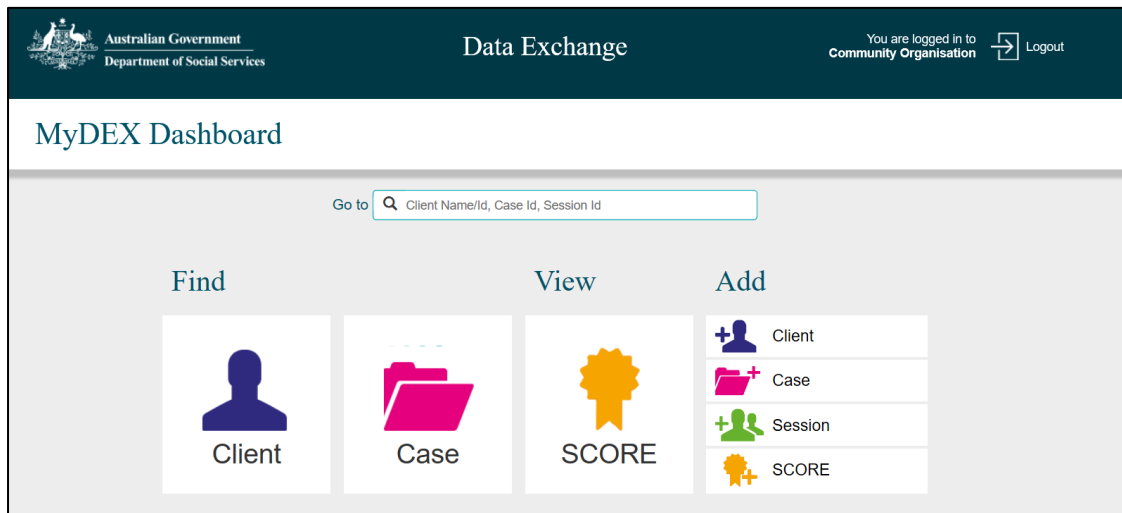 Australian Government
Department of Social Services
Data Exchange
You are logged in to
Community Organisation
Logout
MyDEX Dashboard
Go to
Client Name/Id, Case Id, Session Id
Find
View
Add
Client
Case
SCORE
Client
Case
Session
SCORE